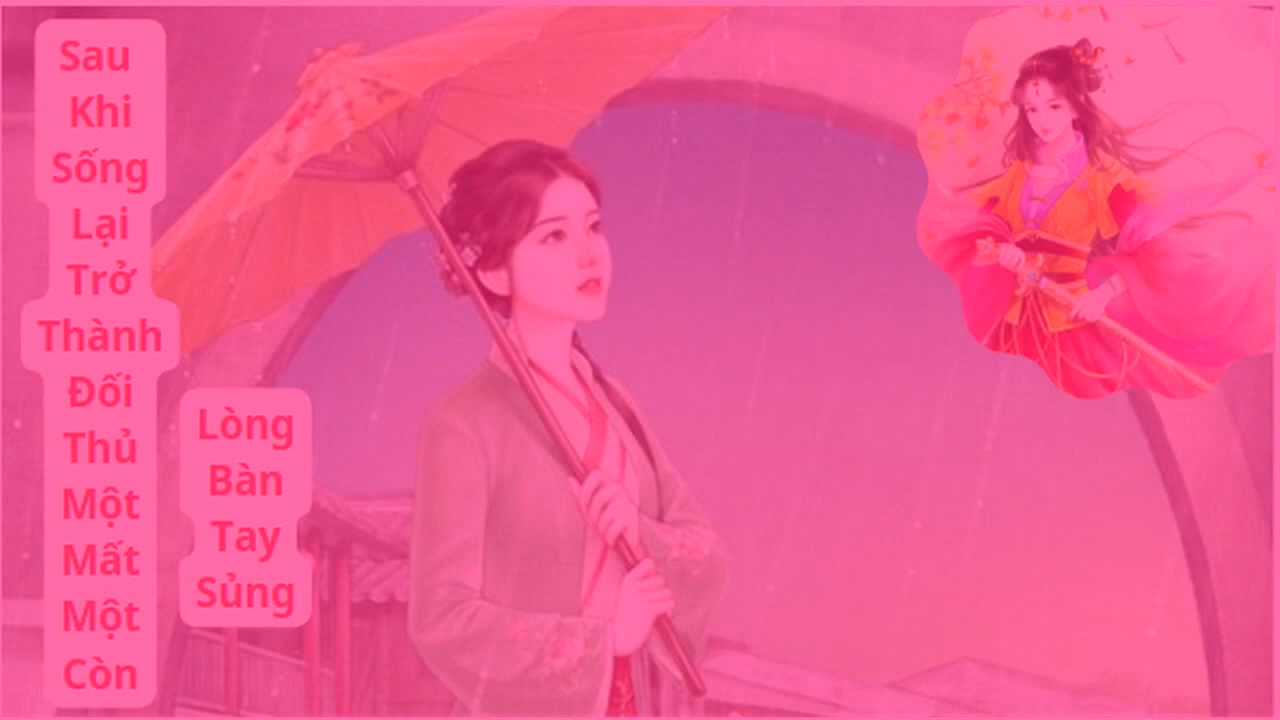 Sau
Khi
Sống
Lại
Trở
Thành
Đối
Thủ
Một
Mất
Một
Còn
Lòng
Bàn
Tay
Sủng